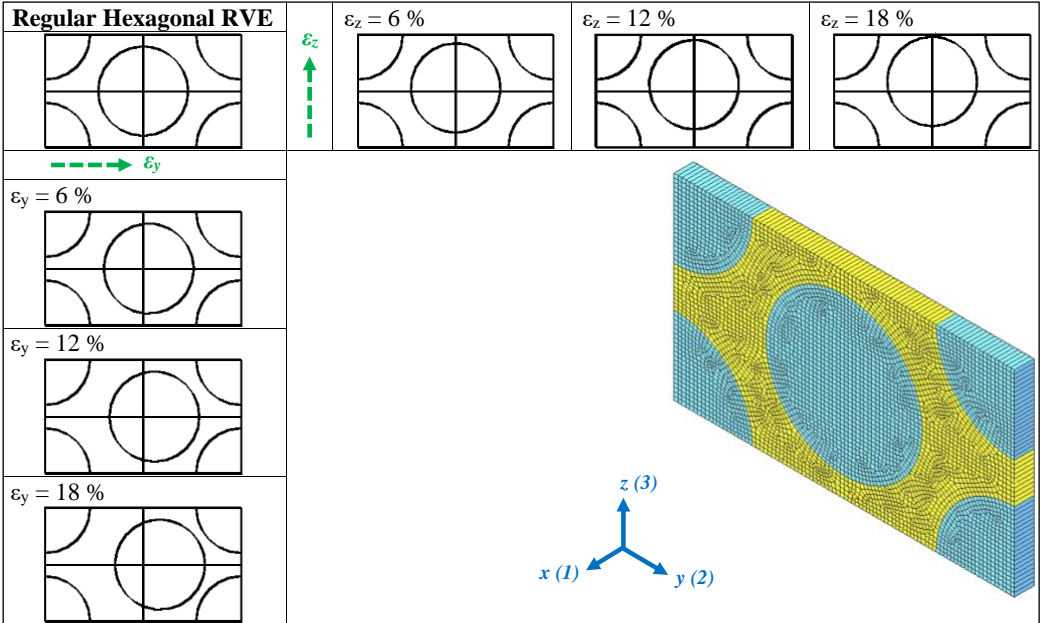 Regular Hexagonal RVE
εz
εz = 6 %
εz = 12 %
εz = 18 %
εy
εy = 6 %
εy = 12 %
εy = 18 %
z (3)
x (1)
y (2)